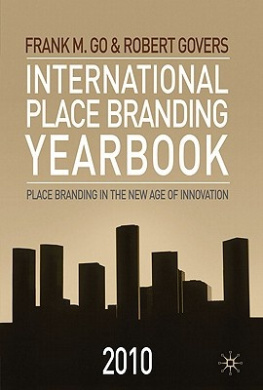 FRANK M. GO & ROBERT GOVERS
INTERNATIONAL
PLACE BRANDING
YEARBOOK
PLACE BRANDING IN THE NEW AGE OF INNOVATION
2010